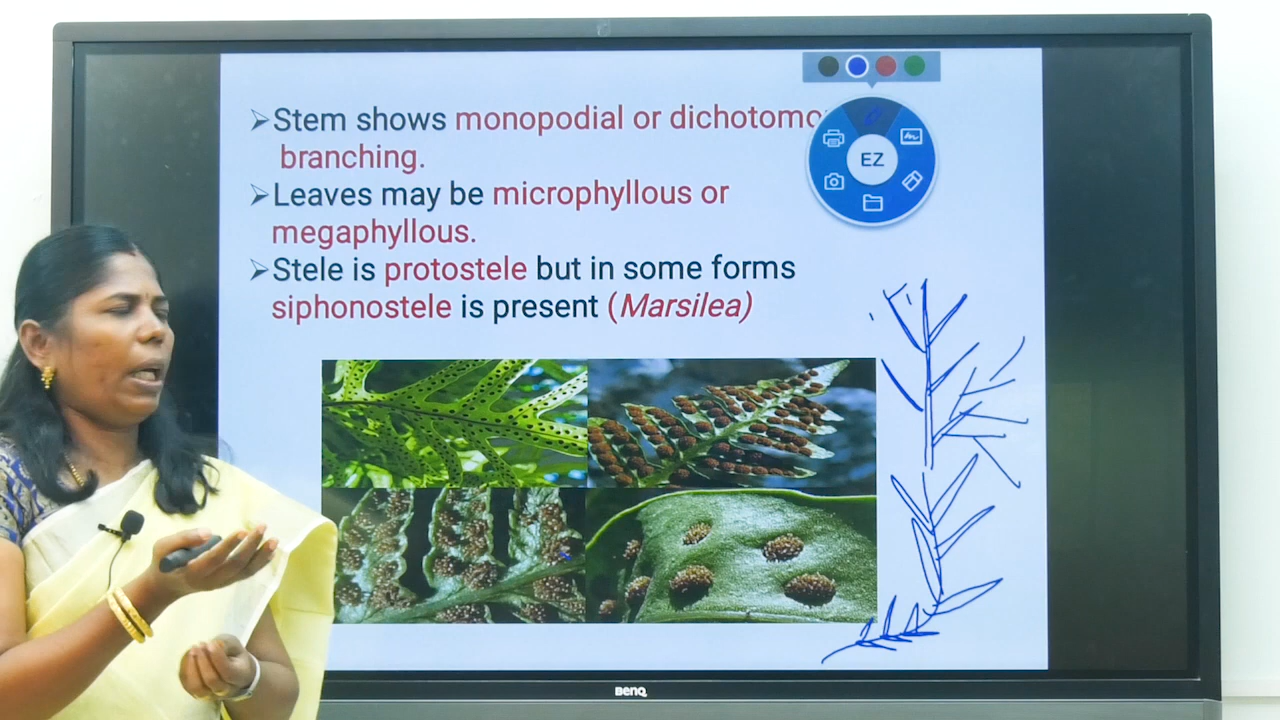 ➢Stem shows monopodial or dichotomo
branching.
➢Leaves may be microphyllous or
megaphyllous.
➢Stele is protostele but in some forms
siphonostele is present (Marsilea)
EZ
BenQ